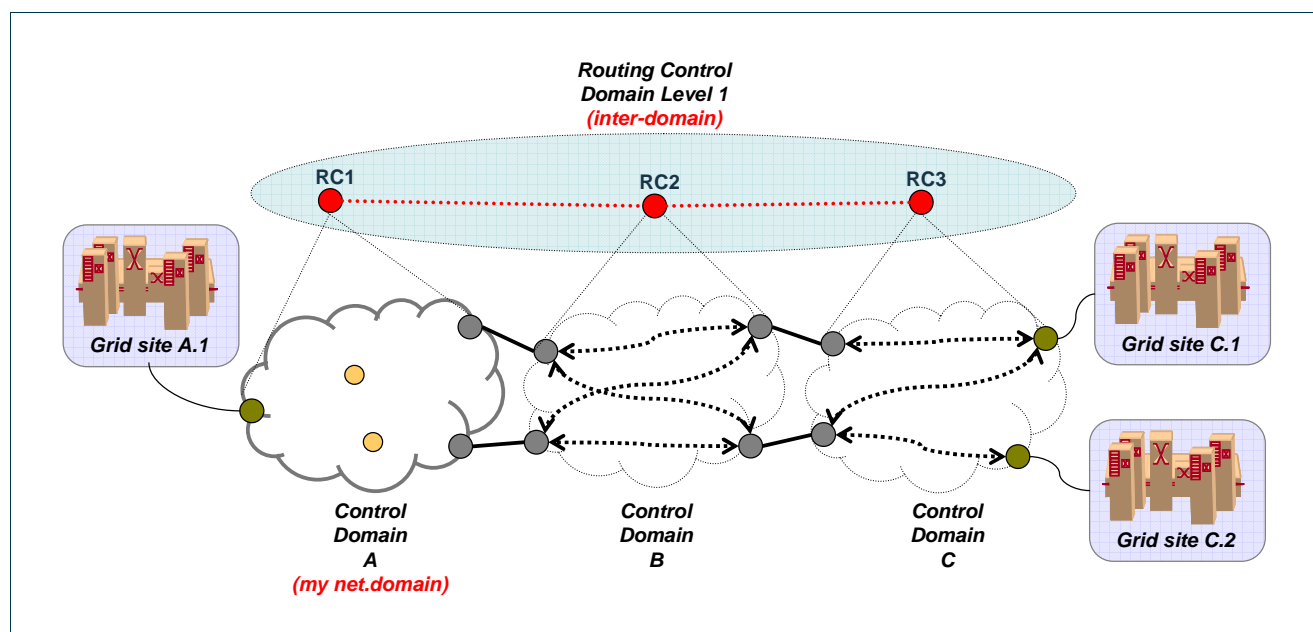 Routing Control
Domain Level 1
(inter-domain)
RC1
RC2
RC3
Grid site A.1
Grid site C.1
Grid site C.2
Control
Domain
A
(my net.domain)
Control
Domain
B
Control
Domain
C